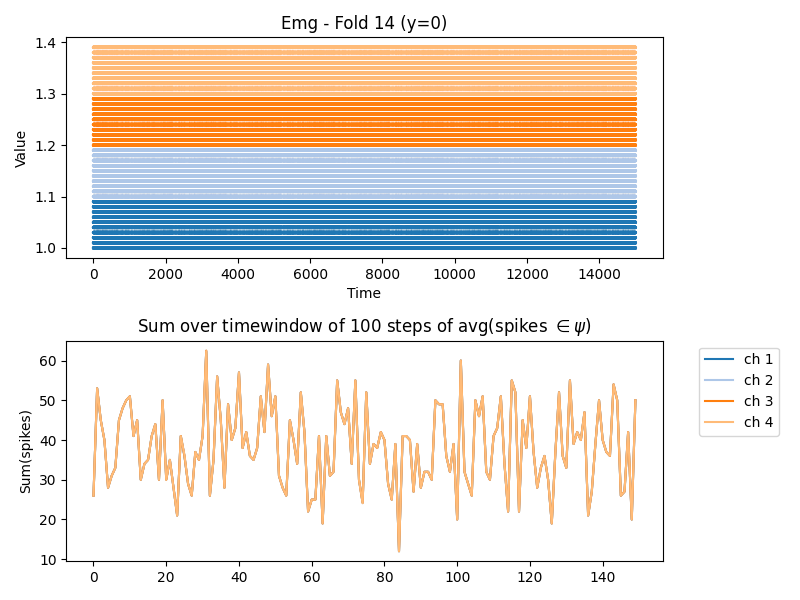 Emg - Fold 14 (y=0)
Value
1.4
1.3
1.2
1.1
1.0
0 2000 4000 6000 8000 10000 12000 14000
Time
Sum over timewindow of 100 steps of avg(spikes ∈ ψ)
Sum(spikes)
60
50
40
30
20
10
0 20 40 60 80 100 120 140
ch 1
ch 2
ch 3
ch 4